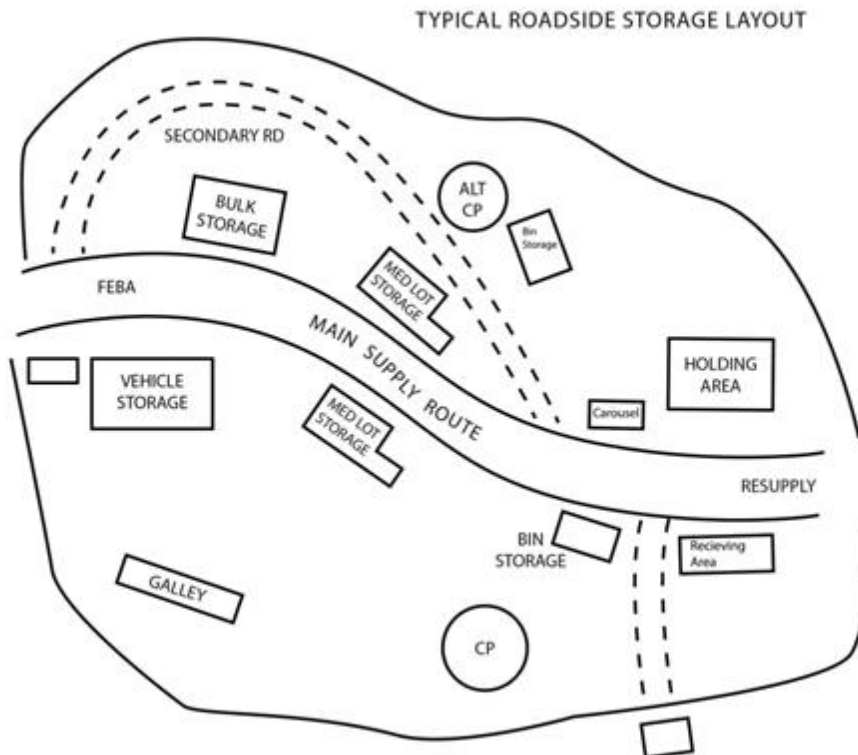 TYPICAL ROADSIDE STORAGE LAYOUT
SECONDARY RD
ALT
CP
BULK
STORAGE
Bin
Storage
MED LOT
STORAGE
FEBA
MAIN SUPPLY ROUTE
HOLDING
AREA
VEHICLE
STORAGE
MED LOT
STORAGE
Carousel
RESUPPLY
BIN
STORAGE
Recieving
Area
GALLEY
CP